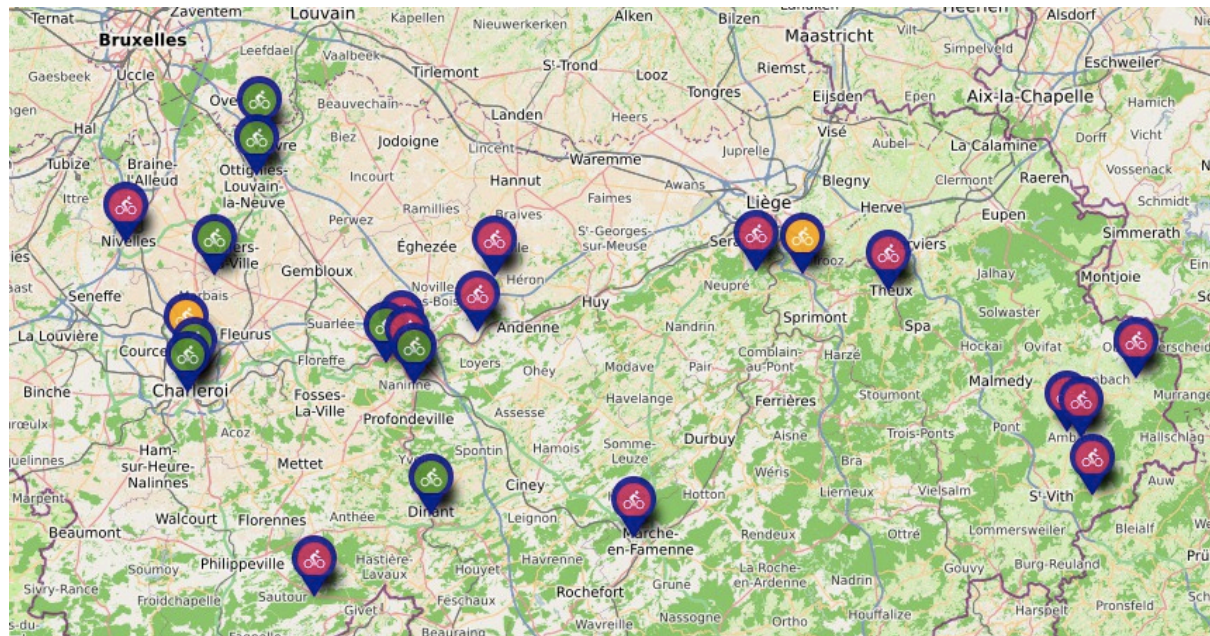 Ternat
Zaventem
Louvain
Kapellen
Nieuwerkerken
Alken
Bilzen
Heerlen
Alsdorf
Bruxelles
Leefdael
Vaalbeek
Maastricht
Vilt
Simpelveld
Eschweiler
Gaesbeek
Uccle
Tirlemont
St-Trond
Looz
Riemst
Tongres
Eijsden
Epen
Aix-la-Chapelle
Hamich
Beauvechain
Landen
Heers
Hal
Biez
Jodoigne
Lincent
Visé
Dorff
Vicht
Tubize
Braine-
l'Alleud
Ottignies-
Louvain-
la-Neuve
Incourt
Hannut
Waremme
Juprelle
Aubel
La Calamine
Vossenack
Ittre
Awans
Blegny
Clermont
Raeren
Schmidt
Nivelles
Perwez
Ramillies
Braives
Faimes
Liège
Herve
Eupen
Simmerath
Éghezée
St-Georges-
sur-Meuse
Gembloux
Héron
Jalhay
Montjoie
Seneffe
Huy
Neupré
Theux
Solwaster
La Louvière
Fleurus
Suarlée
Andenne
Nandrin
Sprimont
Spa
Floreffe
Loyers
Ohey
Modave
Pair
Complain-
au-Pont
Harzé
Hockai
Ovifat
Binche
Charleroi
Fosses-
La-Ville
Profondeville
Assesse
Havelange
Ferrières
Stoumont
Malmedy
Acoz
Ham-
sur-Heure-
Nalinnes
Mettet
Spontin
Hamois
Somme-
Leuze
Durbuy
Aisne
Trois-Ponts
Pont
Hallschlag
Marpent
Ciney
Hotton
Wéris
Bra
Lierneux
Vielsalm
St-Vith
Auw
Beaumont
Walcourt
Florennes
Anthée
Dinant
Leignon
Marche-
en-Famenne
Rendeux
Ottré
Lommersweiler
Bleialf
Soumoy
Philippeville
Hastière-
Lavaux
Houyet
Havrenne
Grune
La Roche-
en-Ardenne
Nadrin
Gouvy
Burg-Reuland
Sivry-Rance
Froidchapelle
Sautour
Givet
Feschaux
Rochefort
Wavreille
Nassogne
Ortho
Houffalize
Harspelt
Pronsfeld
Beauraing